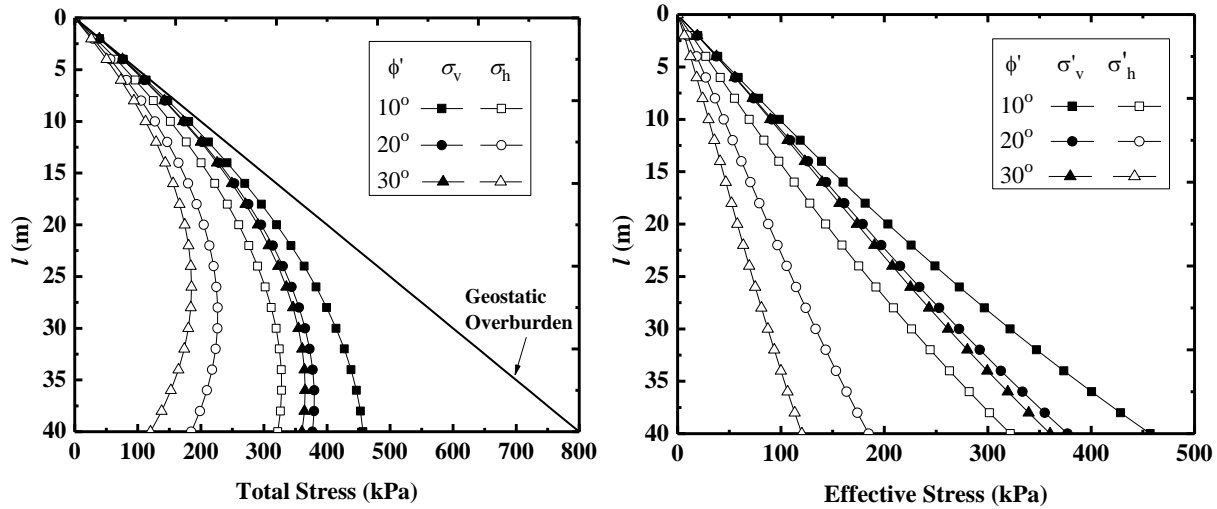 0
5
10
15
20
25
30
35
40
l (m)
0 100 200 300 400 500 600 700 800
Total Stress (kPa)
ϕ' σv σh
10°
20°
30°
Geostatic
Overburden
0
5
10
15
20
25
30
35
40
l (m)
0 100 200 300 400 500
Effective Stress (kPa)
ϕ' σ'v σ'h
10°
20°
30°